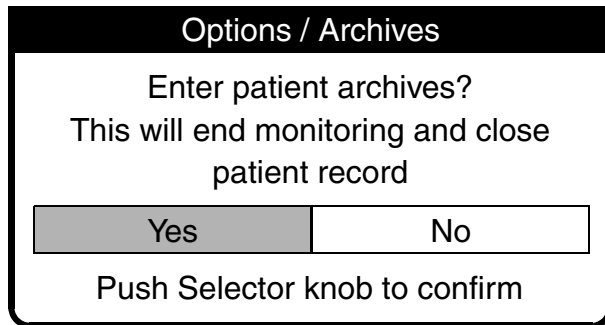 Options / Archives
Enter patient archives?
This will end monitoring and close
patient record
Yes No
Push Selector knob to confirm